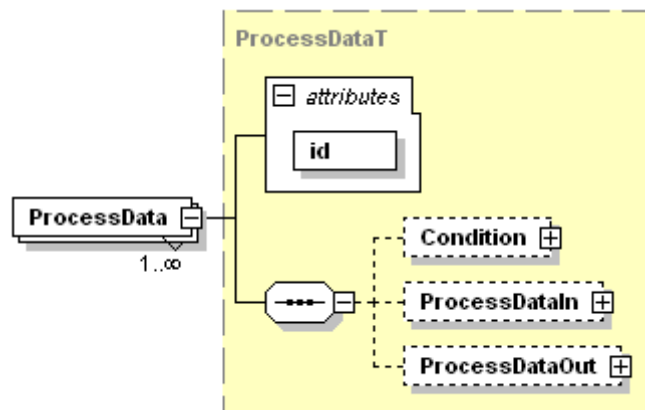 ProcessDataT
attributes
id
ProcessData
1..∞
Condition
ProcessDataIn
ProcessDataOut